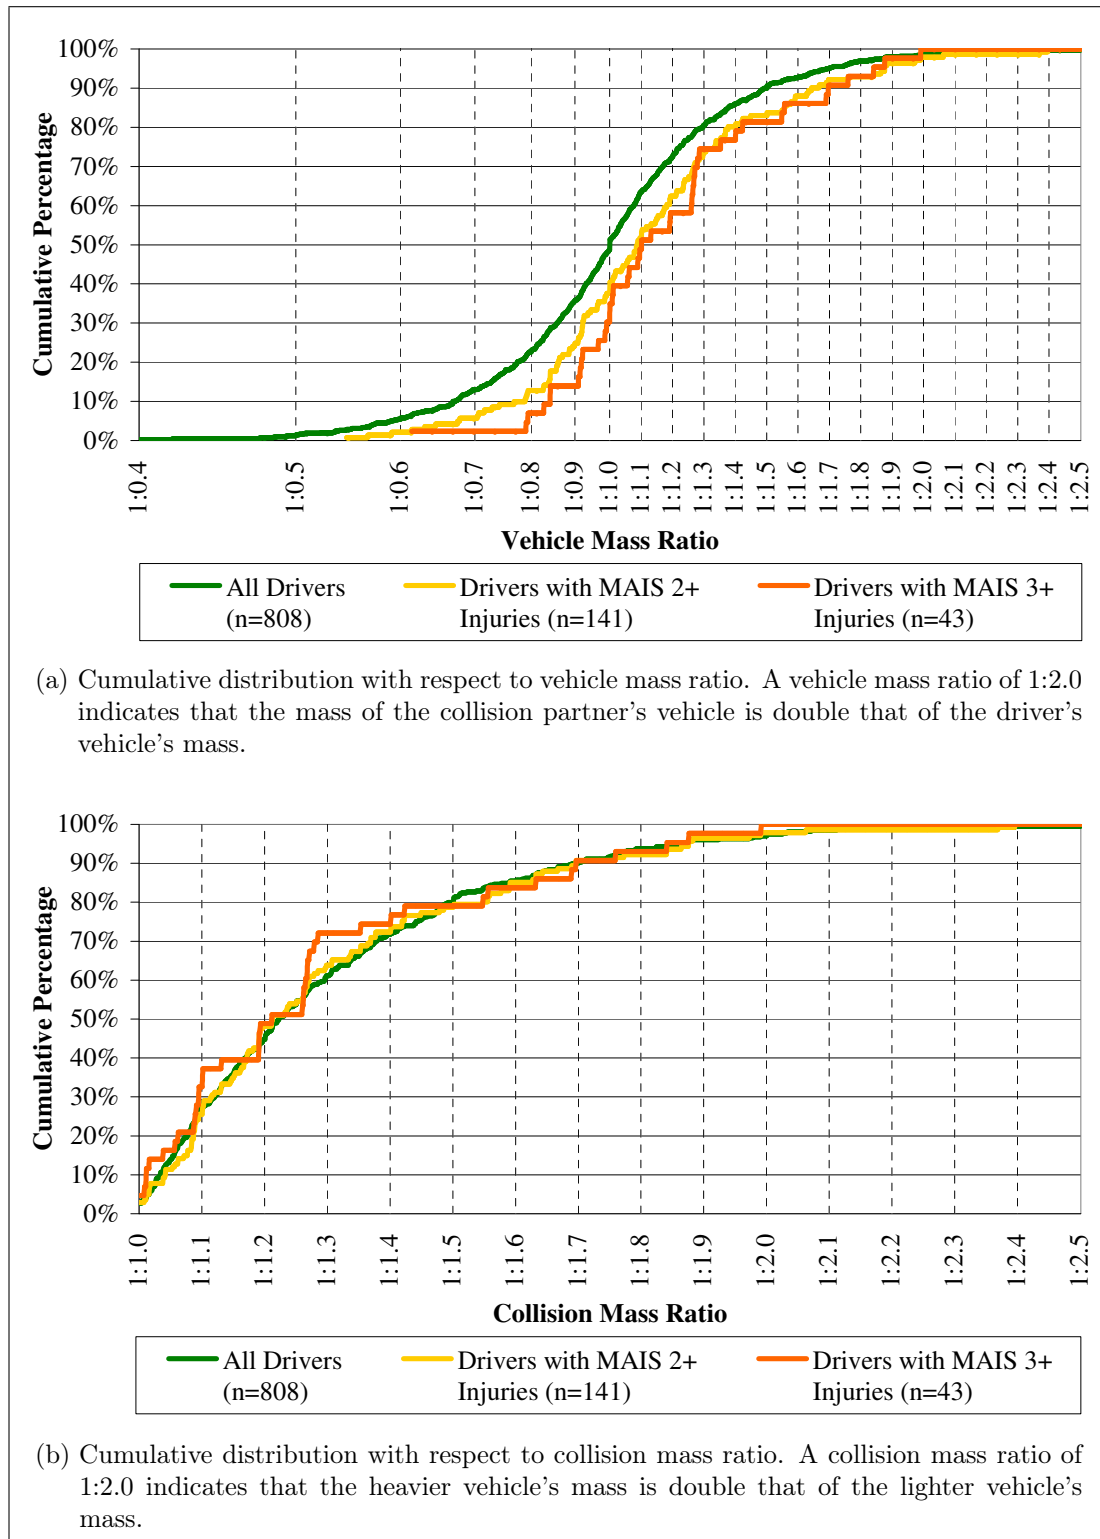 100%
90%
80%
70%
60%
50%
40%
30%
20%
10%
0%
Cumulative Percentage
1:0.4
1:0.5
1:0.6
1:0.7
1:0.8
1:0.9
1:1.0
1:1.1
1:1.2
1:1.3
1:1.4
1:1.5
1:1.6
1:1.7
1:1.8
1:1.9
1:2.0
1:2.1
1:2.2
1:2.3
1:2.4
1:2.5
Vehicle Mass Ratio
All Drivers
(n=808)
Drivers with MAIS 2+
Injuries (n=141)
Drivers with MAIS 3+
Injuries (n=43)
(a) Cumulative distribution with respect to vehicle mass ratio. A vehicle mass ratio of 1:2.0
indicates that the mass of the collision partner's vehicle is double that of the driver's
vehicle's mass.
100%
90%
80%
70%
60%
50%
40%
30%
20%
10%
0%
Cumulative Percentage
1:1.0
1:1.1
1:1.2
1:1.3
1:1.4
1:1.5
1:1.6
1:1.7
1:1.8
1:1.9
1:2.0
1:2.1
1:2.2
1:2.3
1:2.4
1:2.5
Collision Mass Ratio
All Drivers
(n=808)
Drivers with MAIS 2+
Injuries (n=141)
Drivers with MAIS 3+
Injuries (n=43)
(b) Cumulative distribution with respect to collision mass ratio. A collision mass ratio of
1:2.0 indicates that the heavier vehicle's mass is double that of the lighter vehicle's
mass.